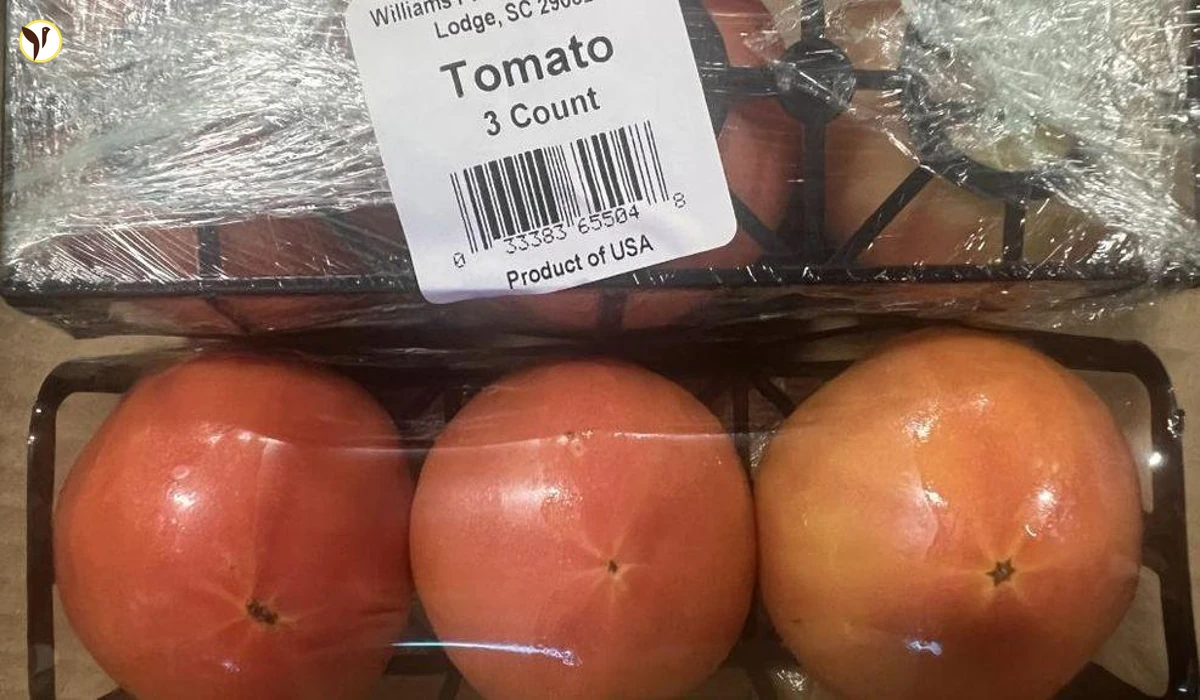 Williams
Lodge, SC
Tomato
3 Count
0 33383 65504 8
Product of USA